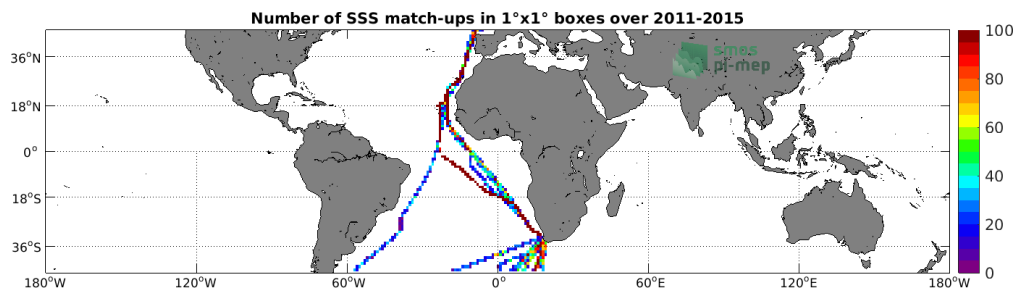 Number of SSS match-ups in 1°x1° boxes over 2011-2015
smos
pi-mep
36°N
18°N
0°
18°S
36°S
180°W
120°W
60°W
0°
60°E
120°E
180°W
100
80
60
40
20
0